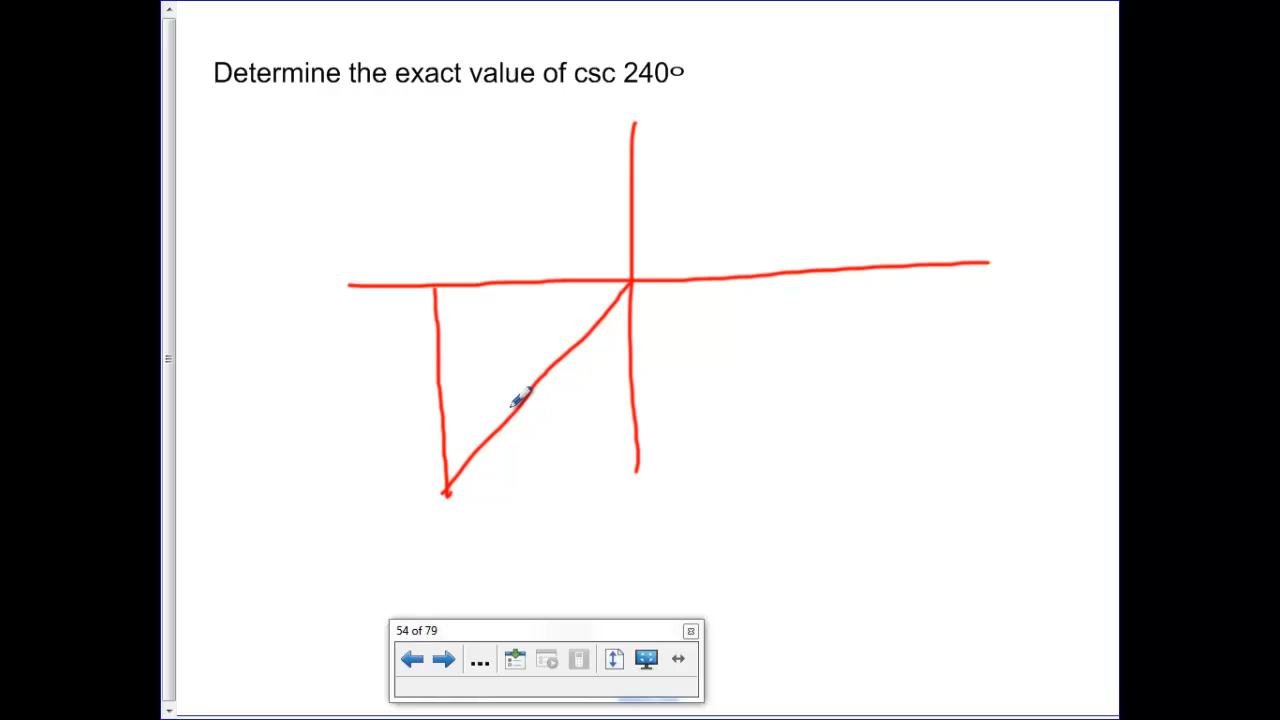 Determine the exact value of csc 240°
54 of 79
...